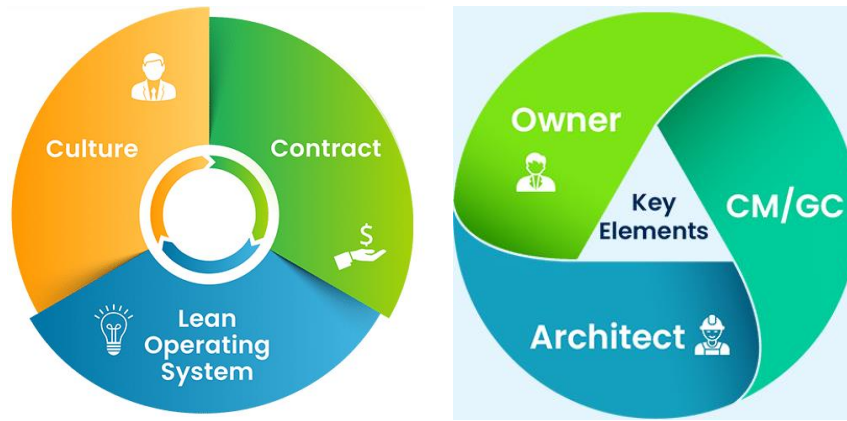 Culture
Contract
$
Lean
Operating
System
Owner
CM/GC
Key
Elements
Architect